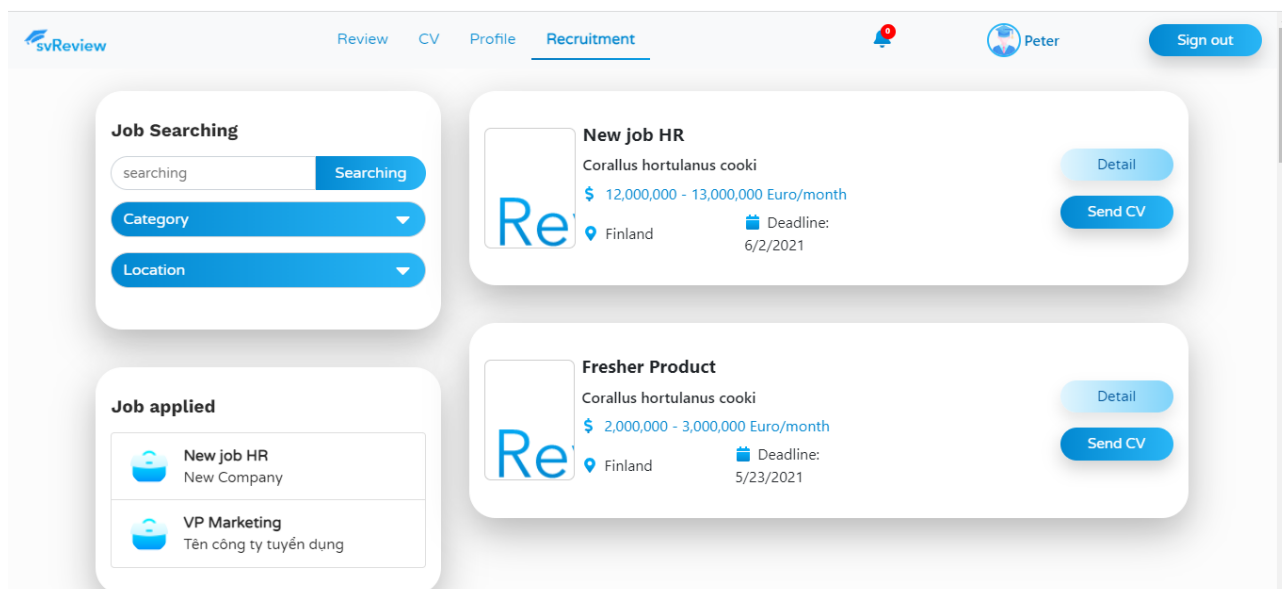 svReview
Review CV Profile Recruitment
0
Peter
Sign out
Job Searching
searching
Searching
Category
Location
Job applied
New job HR
New Company
VP Marketing
Tên công ty tuyển dụng
Re
New job HR
Corallus hortulanus cooki
$ 12,000,000 - 13,000,000 Euro/month
Finland
Deadline:
6/2/2021
Detail
Send CV
Re
Fresher Product
Corallus hortulanus cooki
$ 2,000,000 - 3,000,000 Euro/month
Finland
Deadline:
5/23/2021
Detail
Send CV